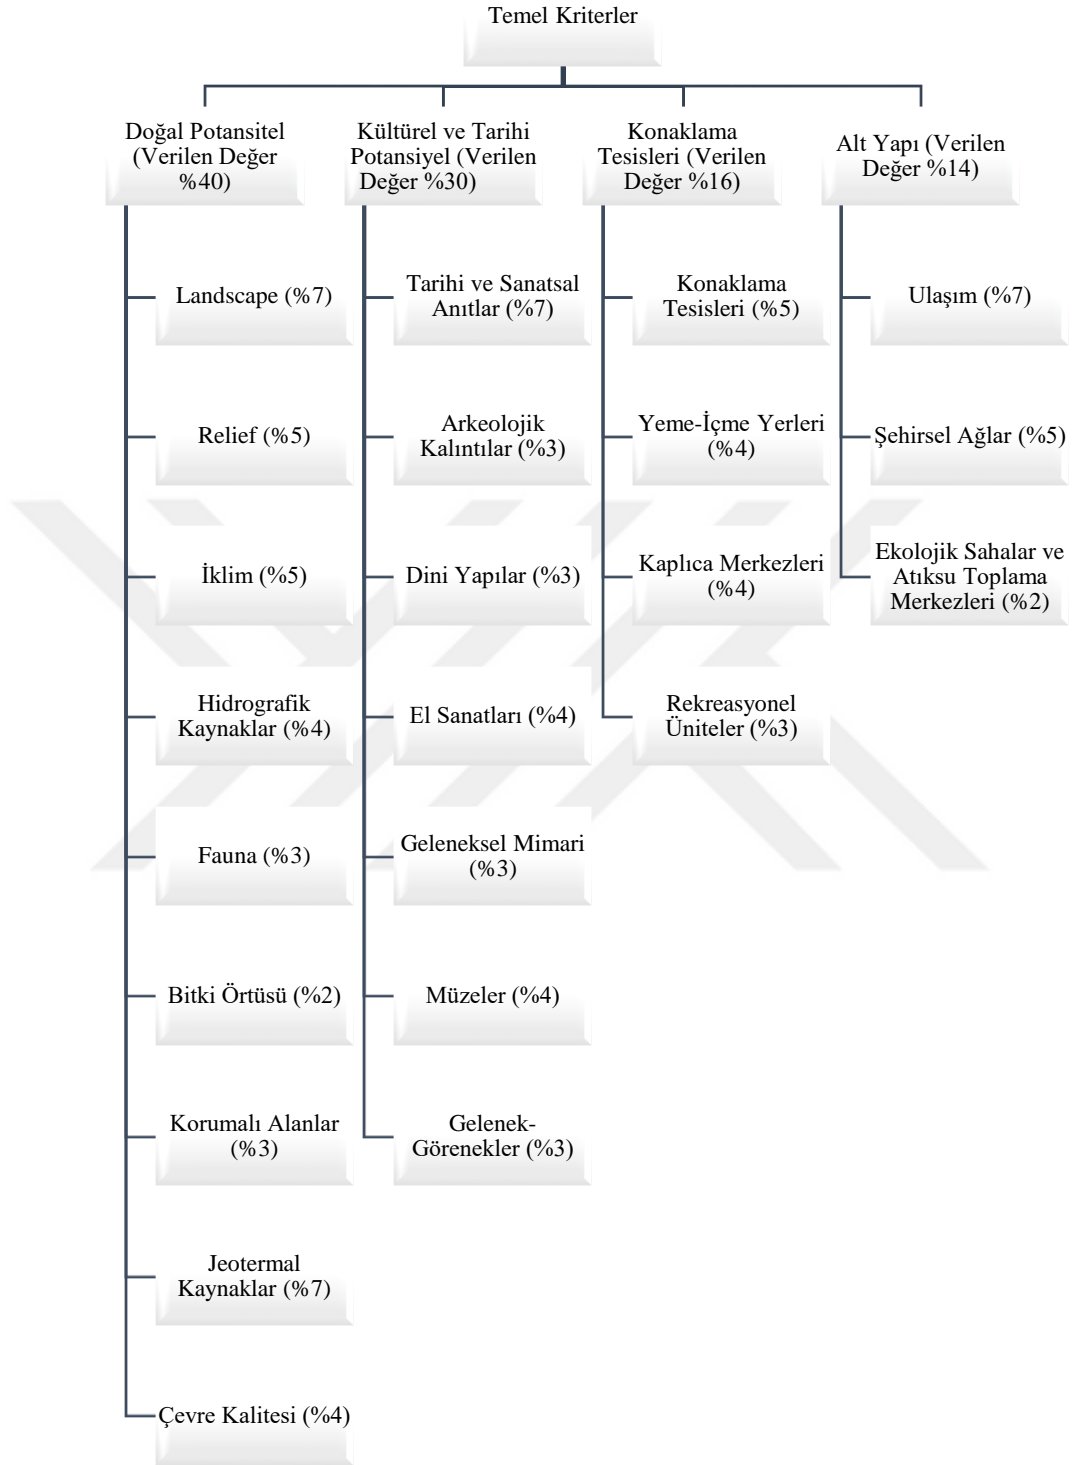 Temel Kriterler
Doğal Potansitel
(Verilen Değer
%40)
Landscape (%7)
Relief (%5)
İklim (%5)
Hidrografik
Kaynaklar (%4)
Fauna (%3)
Bitki Örtüsü (%2)
Korumalı Alanlar
(%3)
Jeotermal
Kaynaklar (%7)
Çevre Kalitesi (%4)
Kültürel ve Tarihi
Potansiyel (Verilen
Değer %30)
Tarihi ve Sanatsal
Anıtlar (%7)
Arkeolojik
Kalıntılar (%3)
Dini Yapılar (%3)
El Sanatları (%4)
Geleneksel Mimari
(%3)
Müzeler (%4)
Gelenek-
Görenekler (%3)
Konaklama
Tesisleri (Verilen
Değer %16)
Konaklama
Tesisleri (%5)
Yeme-İçme Yerleri
(%4)
Kaplıca Merkezleri
(%4)
Rekreasyonel
Üniteler (%3)
Alt Yapı (Verilen
Değer %14)
Ulaşım (%7)
Şehirsel Ağlar (%5)
Ekolojik Sahalar ve
Atıksu Toplama
Merkezleri (%2)